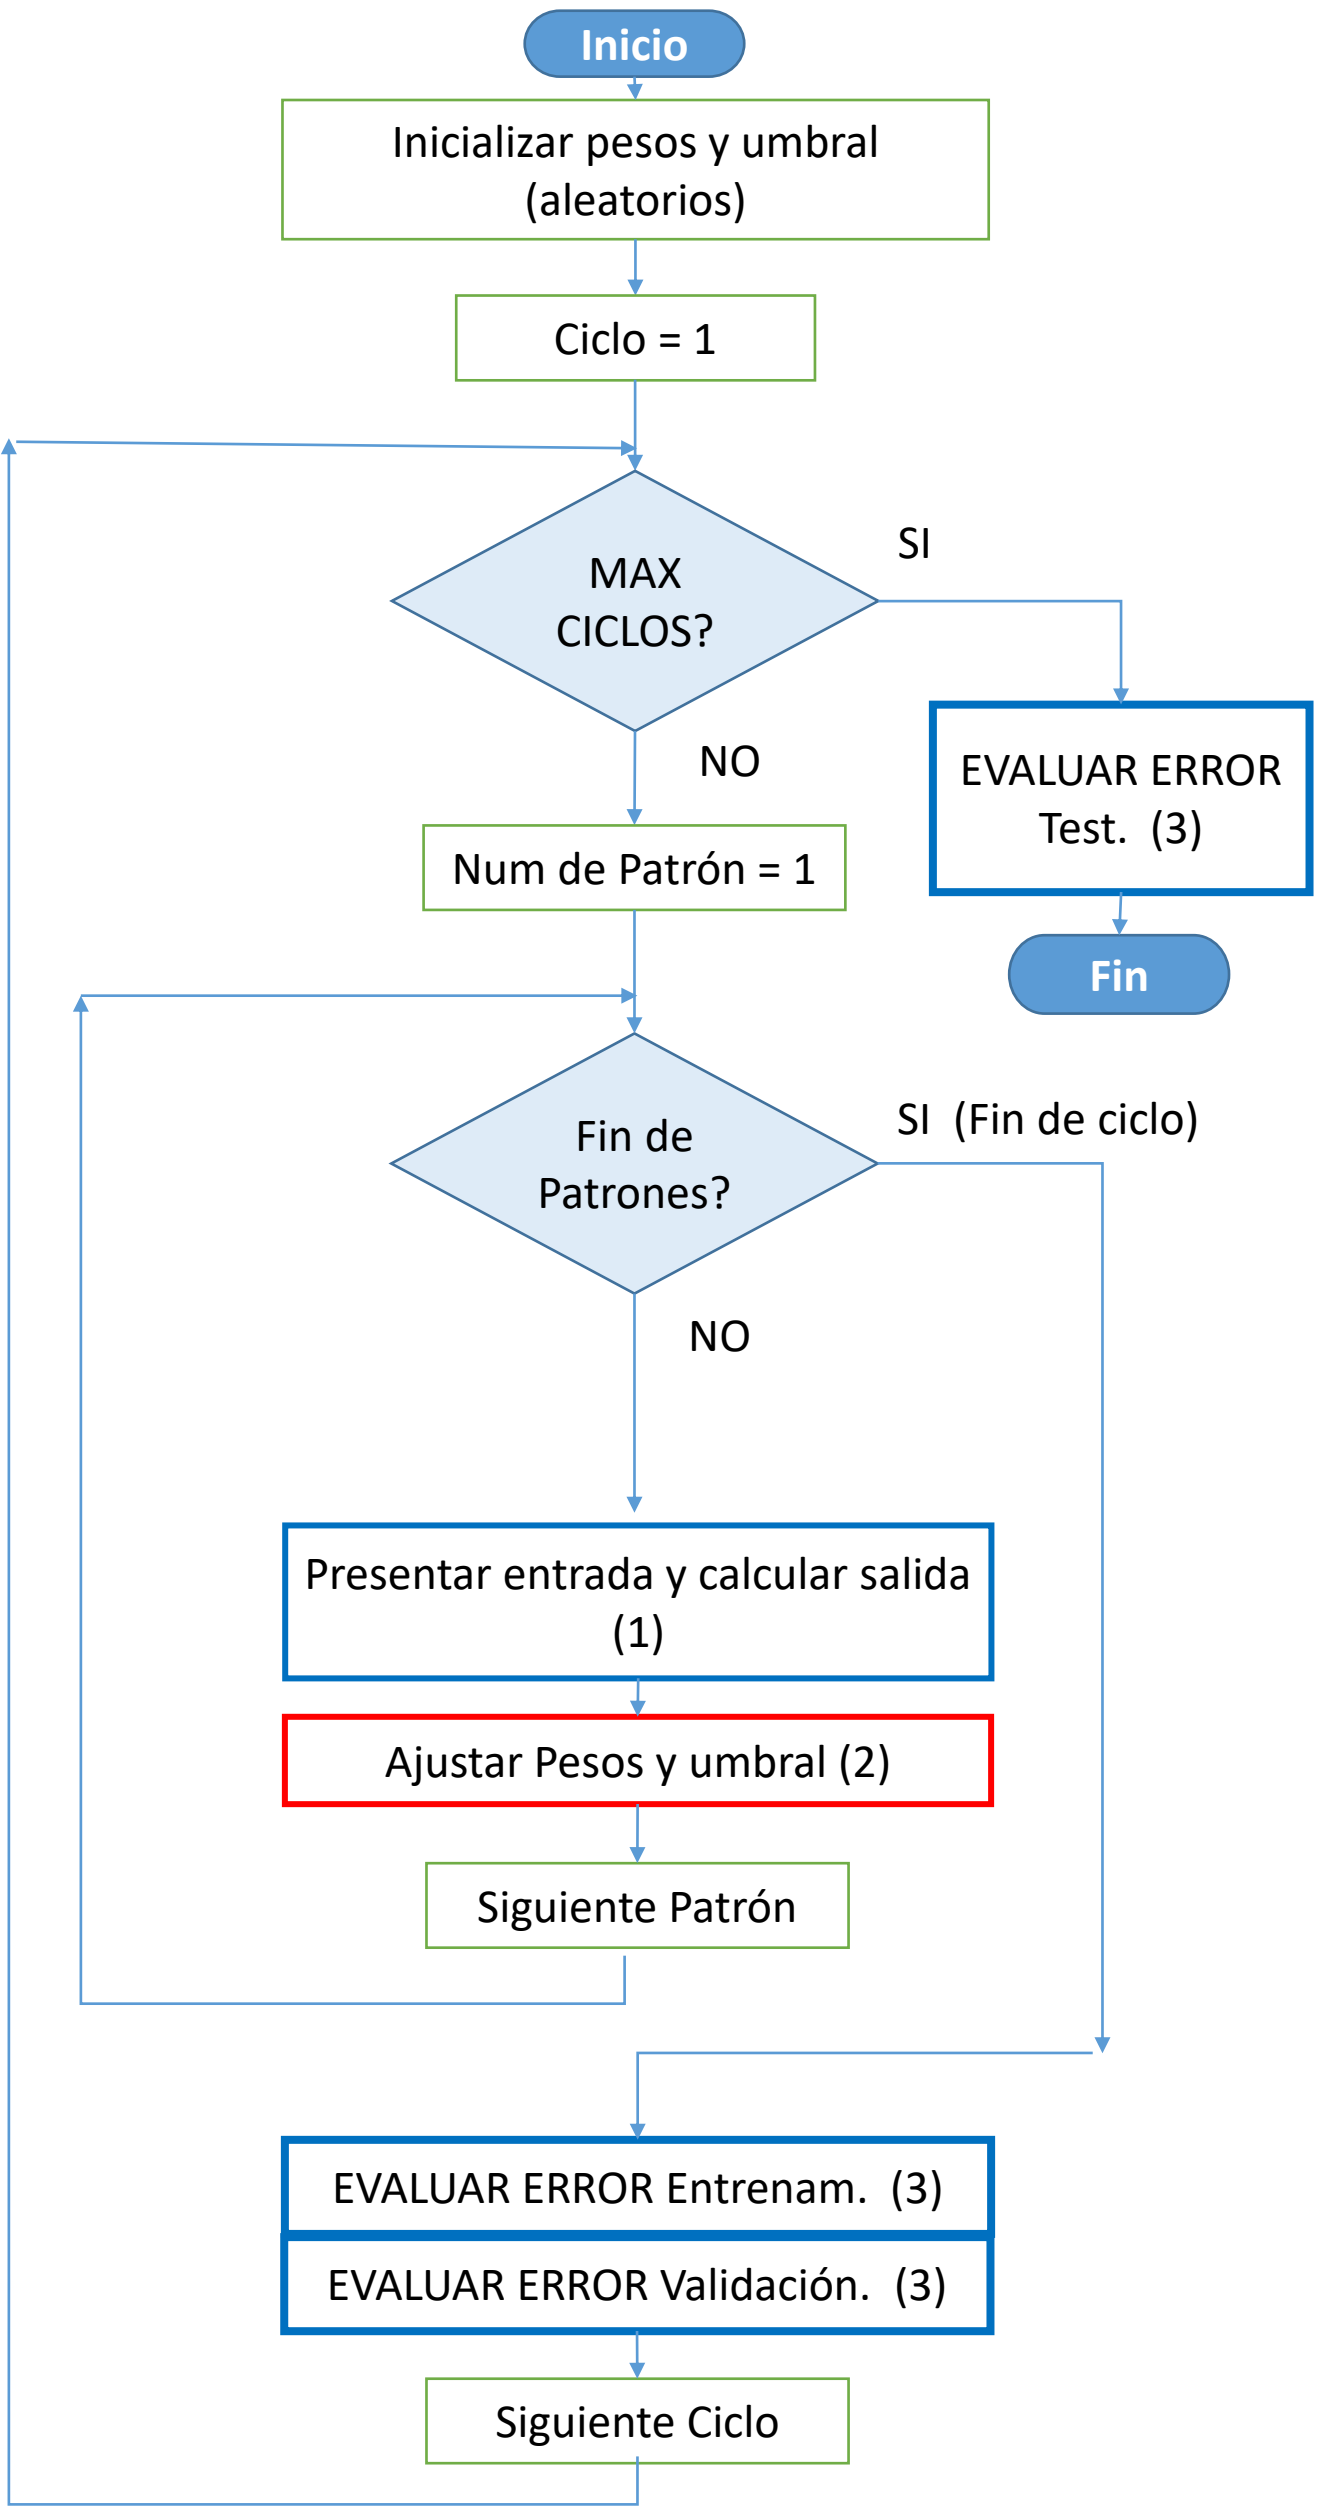 Inicio
Inicializar pesos y umbral
(aleatorios)
Ciclo = 1
MAX
CICLOS?
SI
NO
EVALUAR ERROR
Test.  (3)
Num de Patrón = 1
Fin
Fin de
Patrones?
SI  (Fin de ciclo)
NO
Presentar entrada y calcular salida
(1)
Ajustar Pesos y umbral (2)
Siguiente Patrón
EVALUAR ERROR Entrenam.  (3)
EVALUAR ERROR Validación.  (3)
Siguiente Ciclo